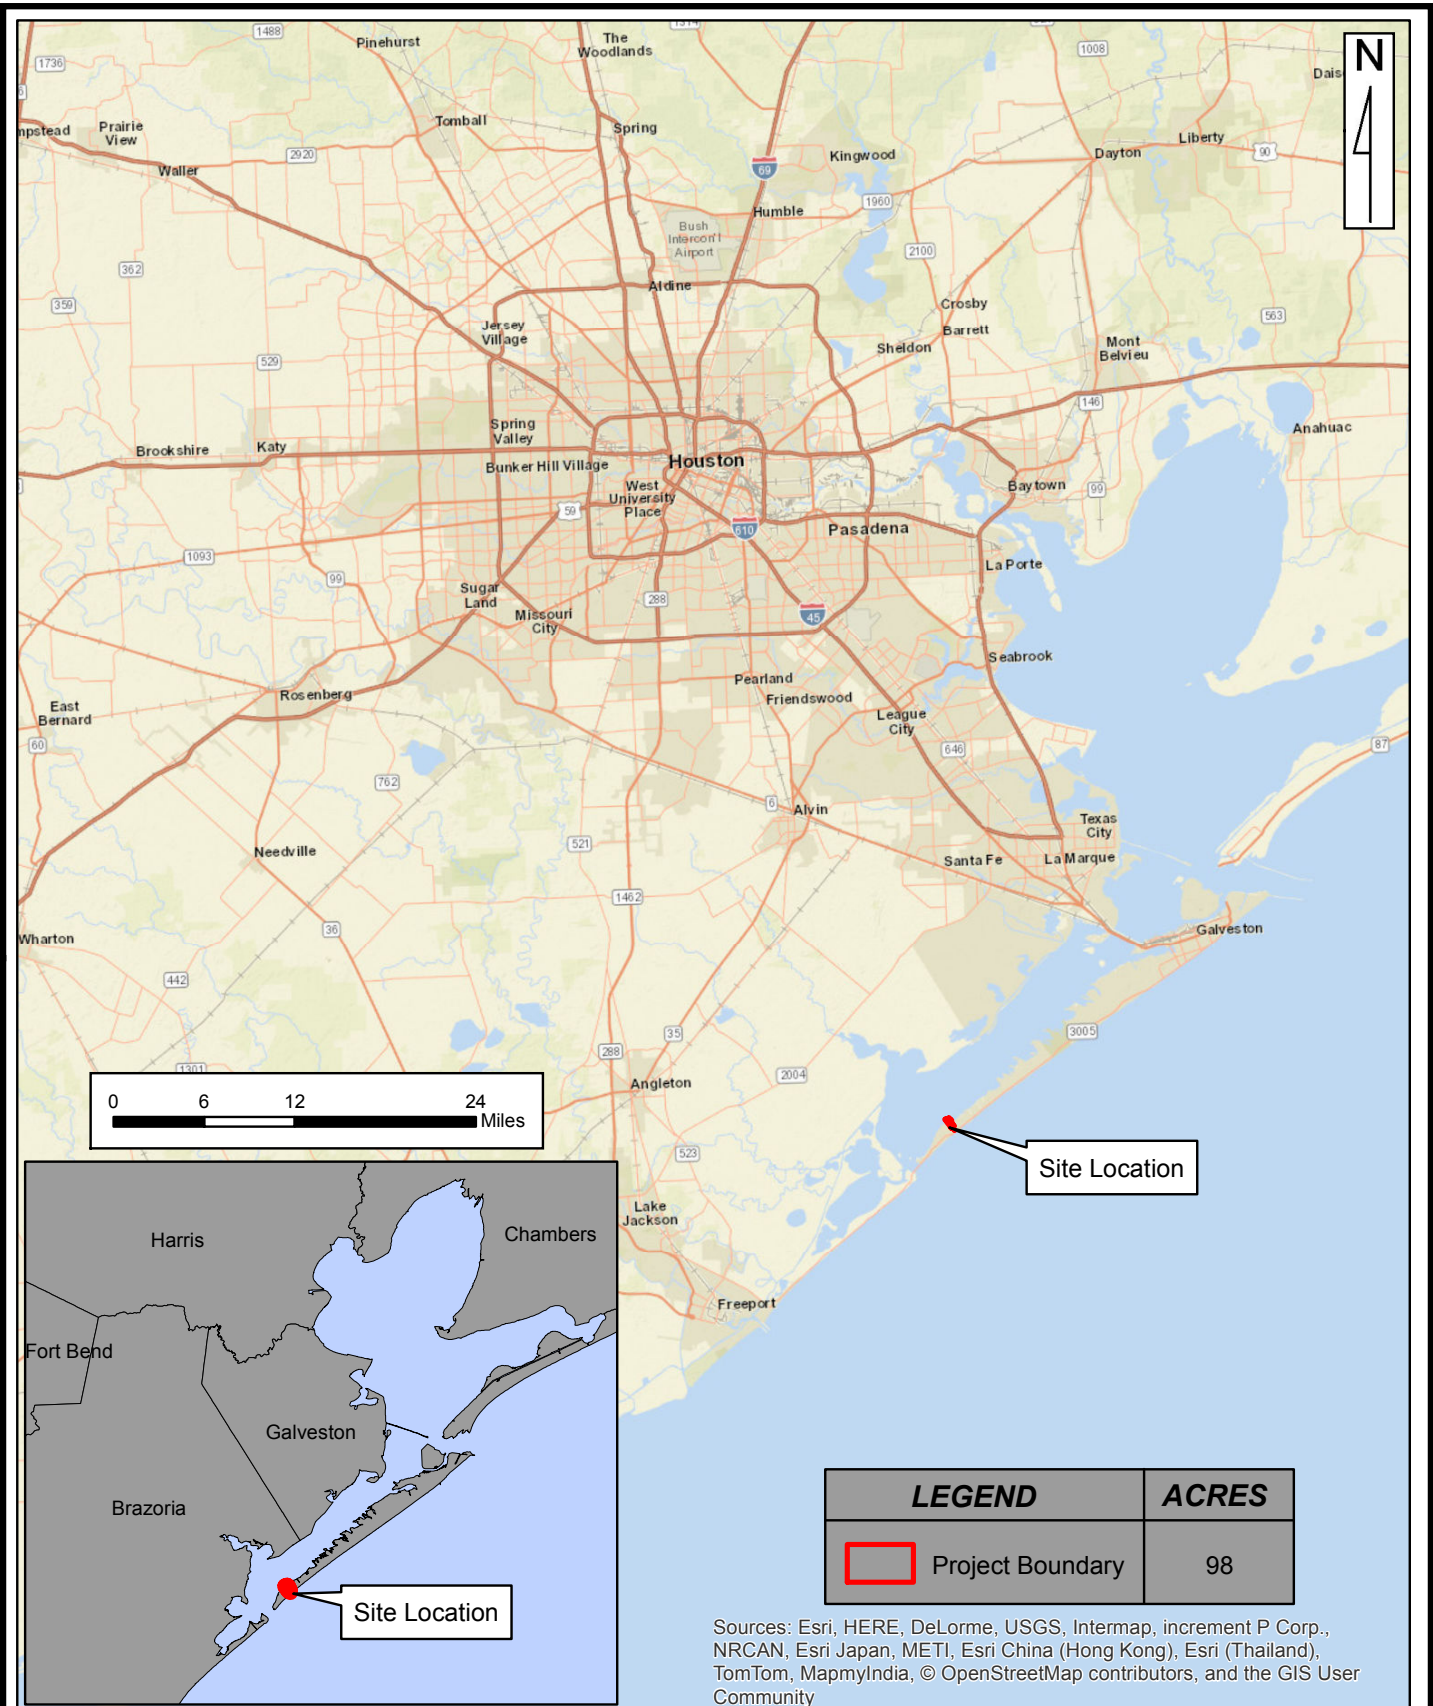 1488
1314
Pinehurst
The
Woodlands
1008
1736
Dais
N
6
mpstead
Prairie
View
Tomball
Spring
2920
Waller
Kingwood
Liberty
Dayton
90
69
1960
Humble
Bush
Intercon'l
Airport
2100
362
359
Aldine
Crosby
Barrett
563
Jersey
Village
Sheldon
Mont
Belvieu
529
146
Spring
Valley
Anahuac
Brookshire
Katy
Bunker Hill Village
Houston
West
University
Place
Baytown
99
59
610
Pasadena
1093
La Porte
99
Sugar
Land
288
Missouri
City
45
Seabrook
Pearland
Friendswood
Rosenberg
East
Bernard
League
City
60
646
87
762
6
Alvin
Texas
City
521
Needville
Santa Fe
La Marque
1462
36
Wharton
Galveston
442
35
3005
288
1301
2004
Angleton
0 6 12 24
Miles
523
Site Location
Lake
Jackson
Freeport
Harris
Chambers
Fort Bend
Galveston
Brazoria
Site Location
LEGEND ACRES
Project Boundary 98
Sources: Esri, HERE, DeLorme, USGS, Intermap, increment P Corp.,
NRCAN, Esri Japan, METI, Esri China (Hong Kong), Esri (Thailand),
TomTom, MapmyIndia, © OpenStreetMap contributors, and the GIS User
Community